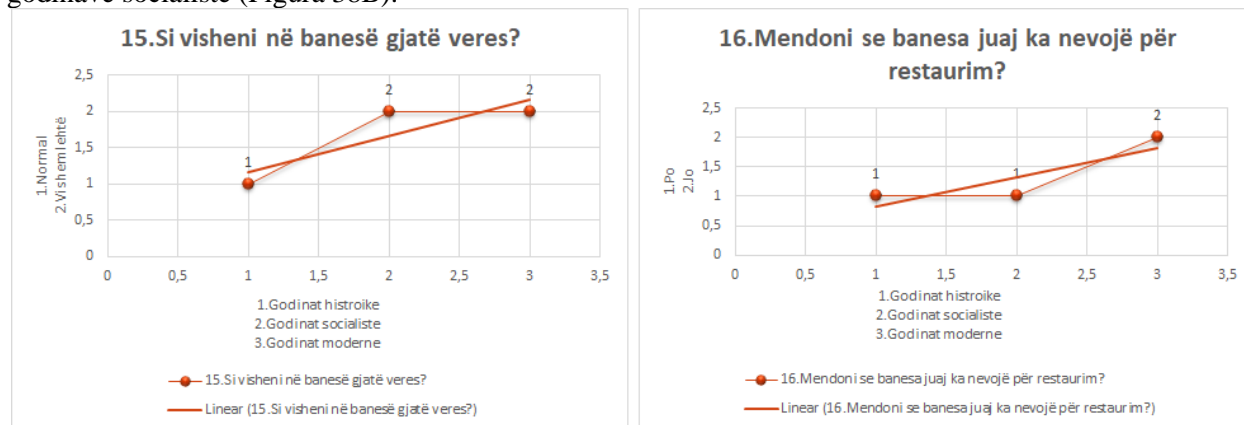 godinave socialiste (Figura 38B).
15.Si visheni në banesë gjatë veres?
2,5
2
1,5
1
0,5
0
1.Normal
2.Vishem lehtë
1
2
2
0
0,5
1
1,5
2
2,5
3
3,5
1.Godinat histroike
2.Godinat socialiste
3.Godinat moderne
15.Si visheni në banesë gjatë veres?
Linear (15.Si visheni në banesë gjatë veres?)
16.Mendoni se banesa juaj ka nevojë për
restaurim?
2,5
2
1,5
1
0,5
0
1.Po
2.Jo
1
1
2
0
0,5
1
1,5
2
2,5
3
3,5
1.Godinat histroike
2.Godinat socialiste
3.Godinat moderne
16.Mendoni se banesa juaj ka nevojë për restaurim?
Linear (16.Mendoni se banesa juaj ka nevojë për restaurim?)